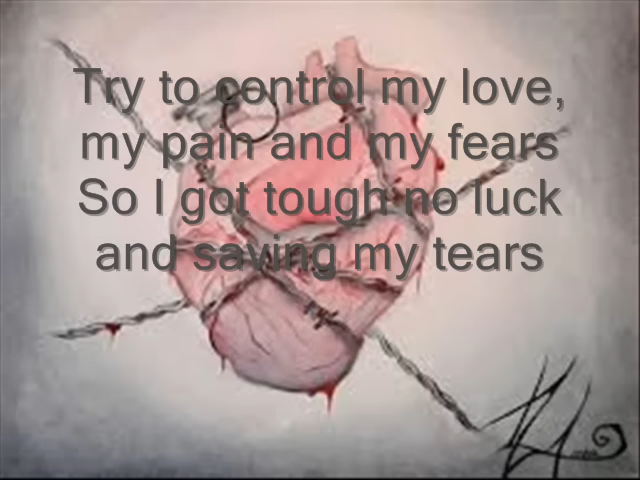 Try to control my love,
my pain and my fears
So I got tough no luck
and saving my tears